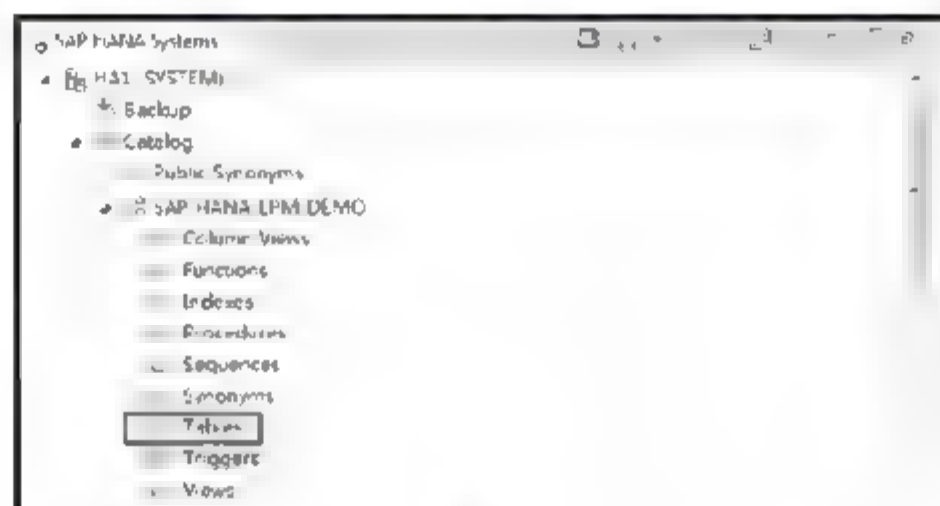 SAP HANA Systems
HA1 (SYSTEM)
Backup
Catalog
Public Synonyms
SAP HANA EPM DEMO
Column Views
Functions
Indexes
Procedures
Sequences
Synonyms
Tables
Triggers
Views